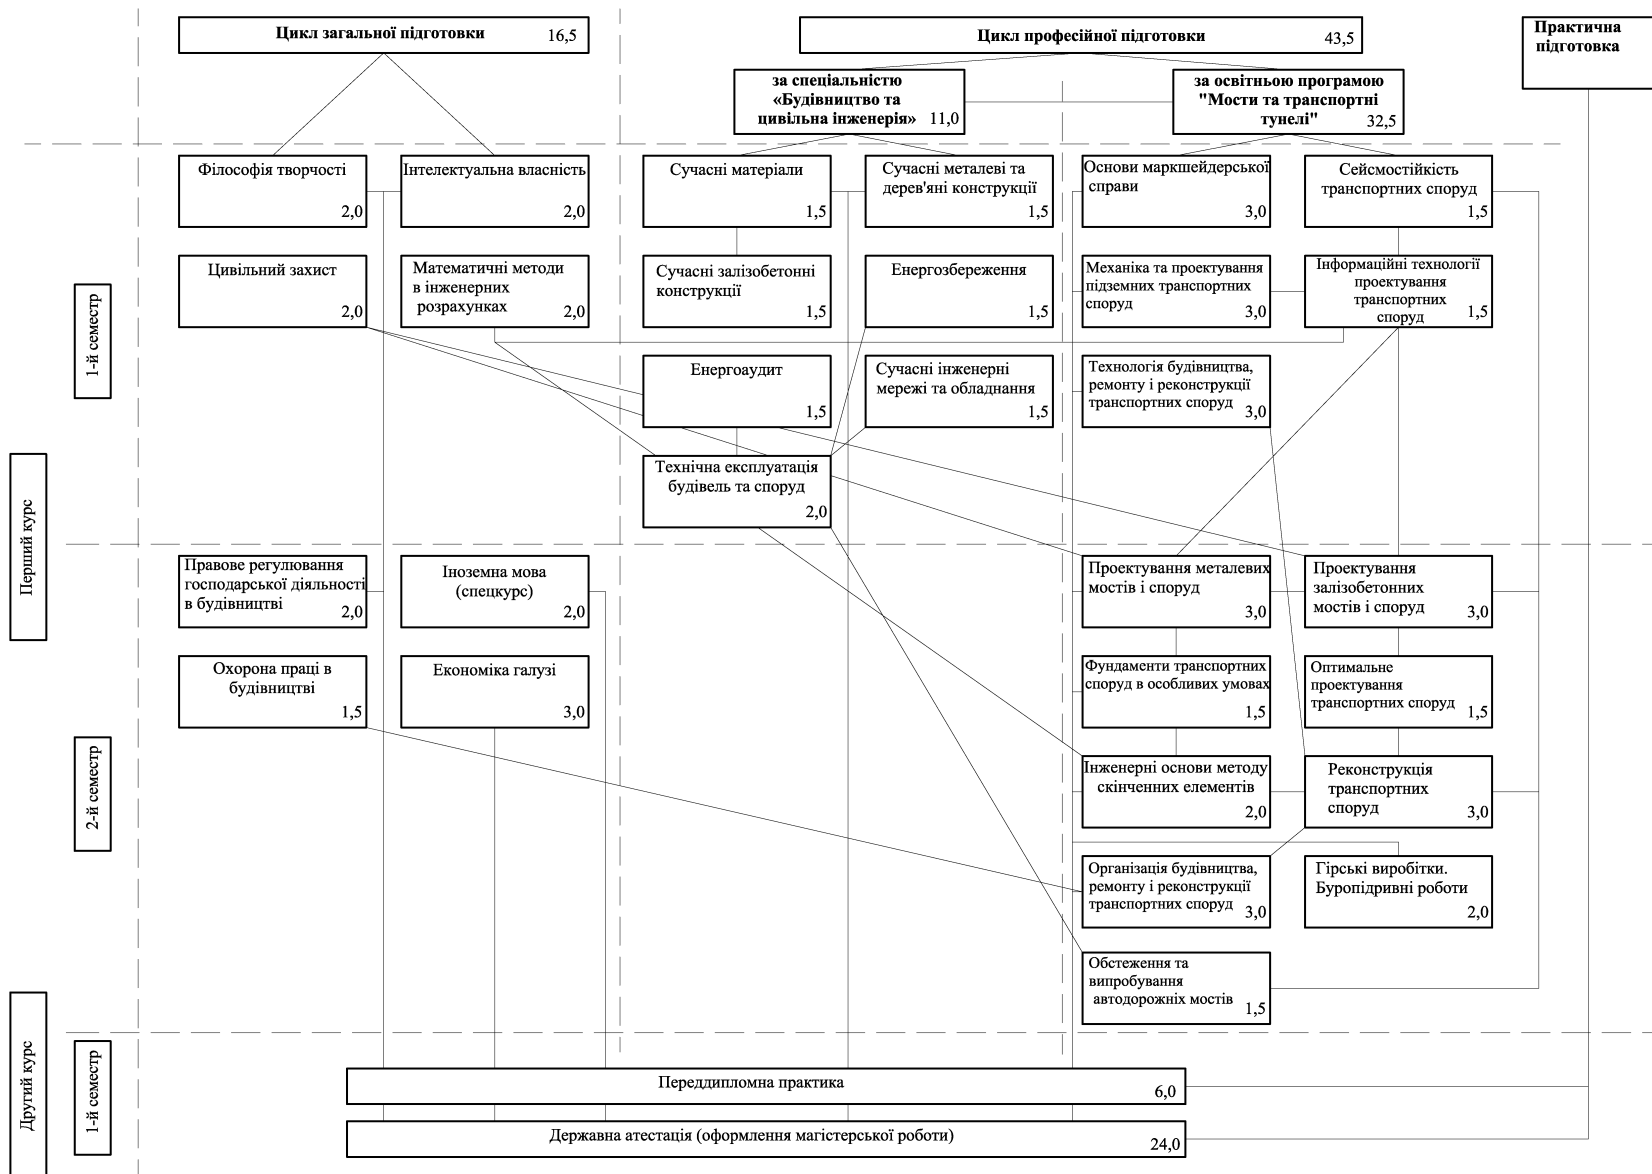 Цикл загальної підготовки 16,5
Цикл професійної підготовки 43,5
Практична
підготовка
за спеціальністю
«Будівництво та
цивільна інженерія» 11,0
за освітньою програмою
"Мости та транспортні
тунелі" 32,5
Філософія творчості
2,0
Інтелектуальна власність
2,0
Сучасні матеріали
1,5
Сучасні металеві та
дерев'яні конструкції
1,5
Основи маркшейдерської
справи
3,0
Сейсмостійкість
транспортних споруд
1,5
1-й семестр
Цивільний захист
2,0
Математичні методи
в інженерних
розрахунках 2,0
Сучасні залізобетонні
конструкції
1,5
Енергозбереження
1,5
Механіка та проектування
підземних транспортних
споруд
3,0
Інформаційні технології
проектування
транспортних
споруд 1,5
Енергоаудит
1,5
Сучасні інженерні
мережі та обладнання
1,5
Технологія будівництва,
ремонту і реконструкції
транспортних споруд 3,0
Перший курс
Технічна експлуатація
будівель та споруд
2,0
Правове регулювання
господарської діяльності
в будівництві 2,0
Іноземна мова
(спецкурс) 2,0
Проектування металевих
мостів і споруд
3,0
Проектування
залізобетонних
мостів і споруд 3,0
2-й семестр
Охорона праці в
будівництві
1,5
Економіка галузі
3,0
Фундаменти транспортних
споруд в особливих умовах
1,5
Оптимальне
проектування
транспортних споруд 1,5
Інженерні основи методу
скінченних елементів
2,0
Реконструкція
транспортних
споруд 3,0
Організація будівництва,
ремонту і реконструкції
транспортних споруд 3,0
Гірські виробітки.
Буропідривні роботи
2,0
Обстеження та
випробування
автодорожніх мостів 1,5
Другий курс
1-й семестр
Переддипломна практика 6,0
Державна атестація (оформлення магістерської роботи) 24,0